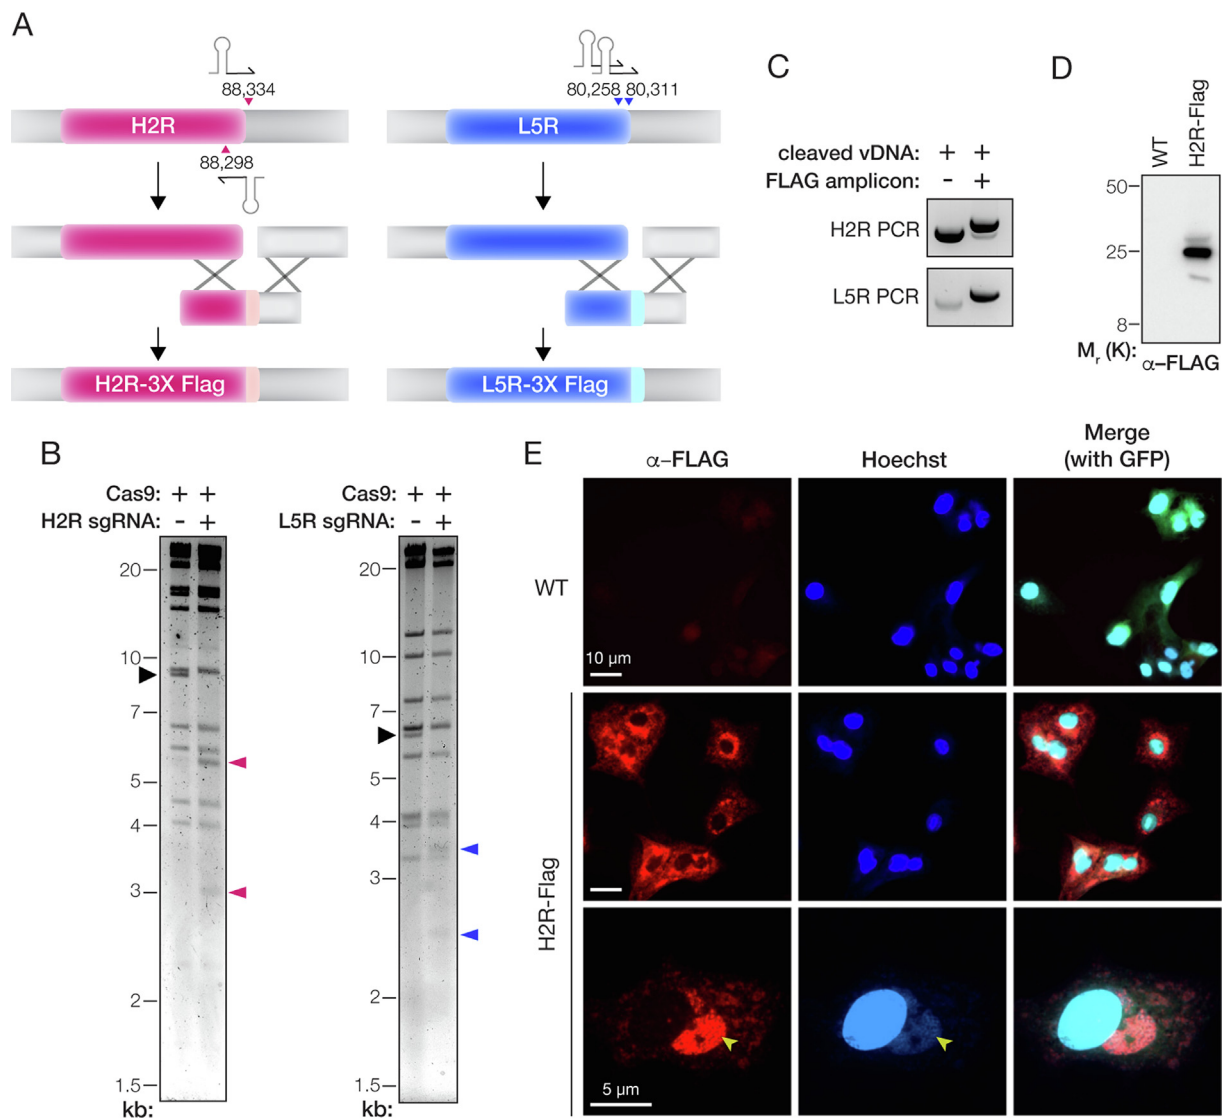 A
88,334
H2R
88,298
H2R-3X Flag
80,258 80,311
L5R
L5R-3X Flag
C
cleaved vDNA: + +
FLAG amplicon: - +
H2R PCR
L5R PCR
D
WT
H2R-Flag
50
25
8
Mr (K):
α-FLAG
B
Cas9: + +
H2R sgRNA: - +
20
10
7
5
4
3
2
1.5
kb:
Cas9: + +
L5R sgRNA: - +
20
10
7
5
4
3
2
1.5
kb:
E
α-FLAG
Hoechst
Merge
(with GFP)
WT
10 µm
H2R-Flag
5 µm